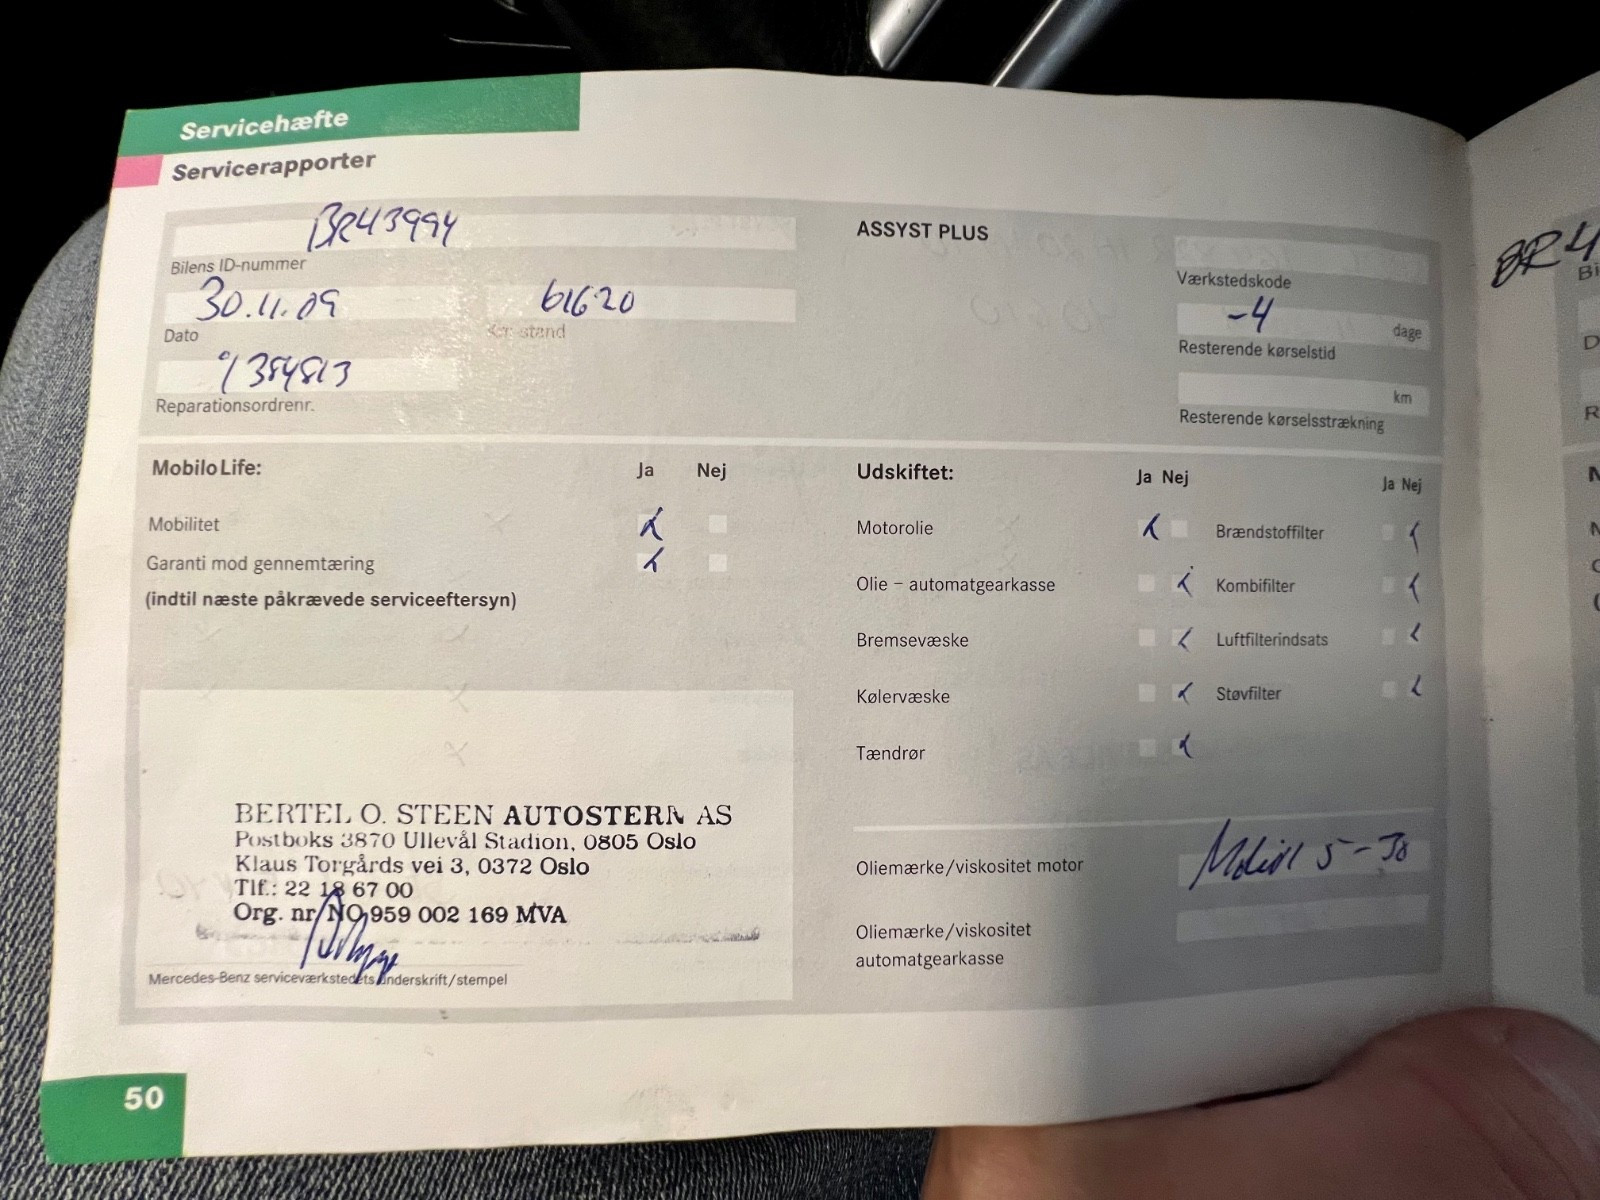 Servicehæfte
Servicerapporter
BR43994
Bilens ID-nummer
30.11.09
61620
Dato
Km-stand
Reparationsordrenr.
ASSYST PLUS
Værkstedskode
-4 dage
Resterende kørselstid
km
Resterende kørselsstrækning
MobiloLife: Ja Nej
Mobilitet
Garanti mod gennemtæring
(indtil næste påkrævede serviceeftersyn)
BERTEL O. STEEN AUTOSTERN AS
Postboks 3870 Ullevål Stadion, 0805 Oslo
Klaus Torgårds vei 3, 0372 Oslo
Tlf.: 22 18 67 00
Org. nr NO 959 002 169 MVA
Mercedes-Benz serviceværkstedets underskrift/stempel
Udskiftet: Ja Nej Ja Nej
Motorolie Brændstoffilter
Olie – automatgearkasse Kombifilter
Bremsevæske Luftfilterindsats
Kølervæske Støvfilter
Tændrør
Oliemærke/viskositet motor
5-30
Oliemærke/viskositet
automatgearkasse
50
BR4